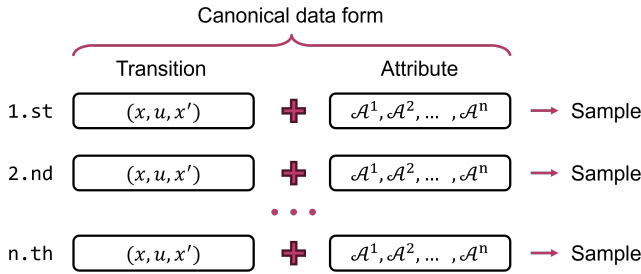 Canonical data form
Transition Attribute
1.st (x, u, x′) + 𝒜¹, 𝒜², … , 𝒜ⁿ → Sample
2.nd (x, u, x′) + 𝒜¹, 𝒜², … , 𝒜ⁿ → Sample
• • •
n.th (x, u, x′) + 𝒜¹, 𝒜², … , 𝒜ⁿ → Sample